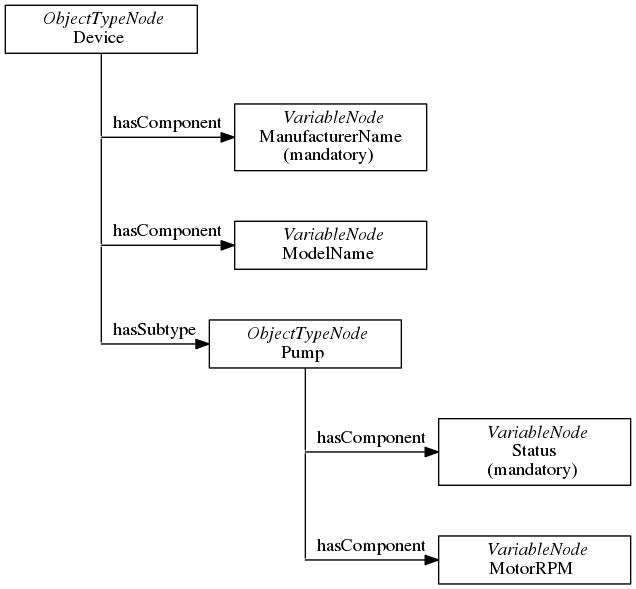 ObjectTypeNode
Device
hasComponent
VariableNode
ManufacturerName
(mandatory)
hasComponent
VariableNode
ModelName
hasSubtype
ObjectTypeNode
Pump
hasComponent
VariableNode
Status
(mandatory)
hasComponent
VariableNode
MotorRPM